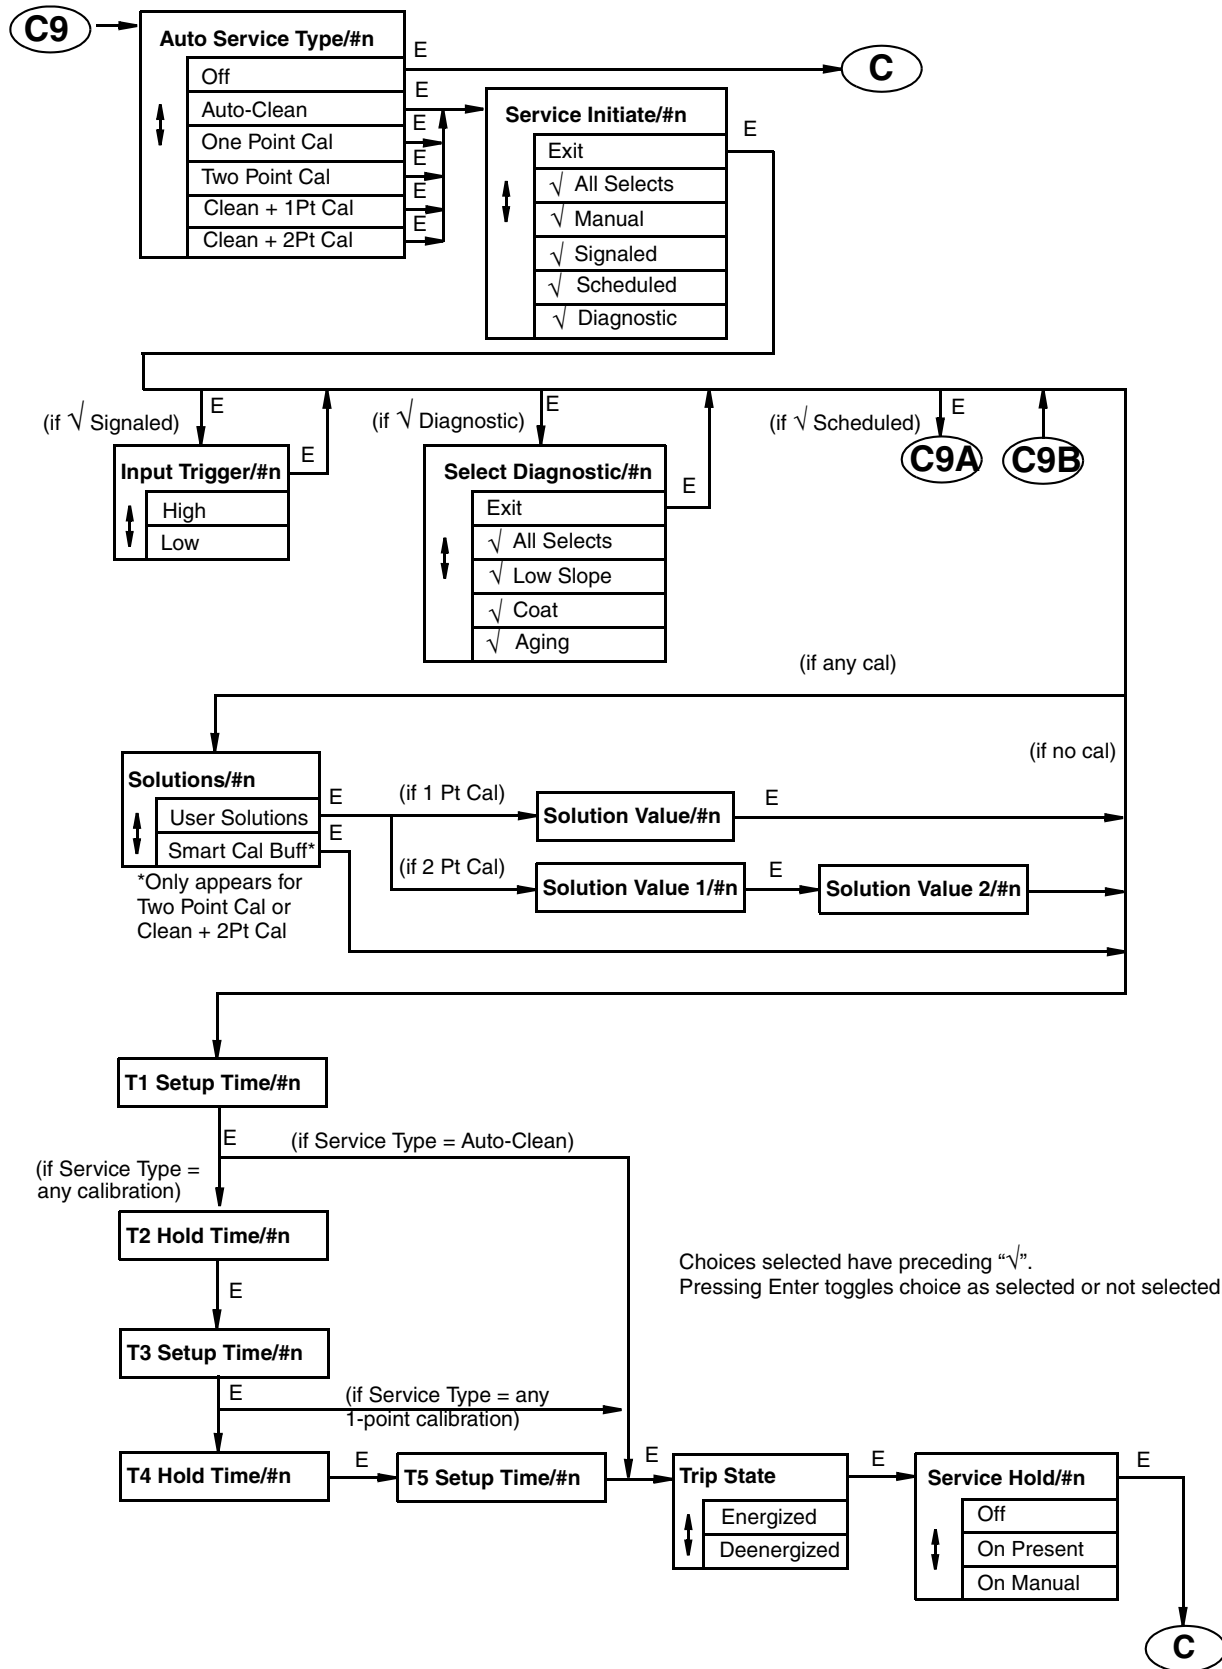 C9
Auto Service Type/#n
E
Off
C
E
Auto-Clean
E
One Point Cal
E
Two Point Cal
E
Clean + 1Pt Cal
E
Clean + 2Pt Cal
Service Initiate/#n
E
Exit
√ All Selects
√ Manual
√ Signaled
√ Scheduled
√ Diagnostic
(if √ Signaled)
E
Input Trigger/#n
E
High
Low
(if √ Diagnostic)
E
Select Diagnostic/#n
E
Exit
√ All Selects
√ Low Slope
√ Coat
√ Aging
(if √ Scheduled)
E
C9A
C9B
(if any cal)
(if no cal)
Solutions/#n
User Solutions
E
Smart Cal Buff*
E
*Only appears for
Two Point Cal or
Clean + 2Pt Cal
(if 1 Pt Cal)
Solution Value/#n
E
(if 2 Pt Cal)
Solution Value 1/#n
E
Solution Value 2/#n
T1 Setup Time/#n
E
(if Service Type = Auto-Clean)
(if Service Type =
any calibration)
T2 Hold Time/#n
E
Choices selected have preceding “√”.
Pressing Enter toggles choice as selected or not selected
T3 Setup Time/#n
E
(if Service Type = any
1-point calibration)
T4 Hold Time/#n
E
T5 Setup Time/#n
E
Trip State
Energized
Deenergized
E
Service Hold/#n
Off
On Present
On Manual
E
C